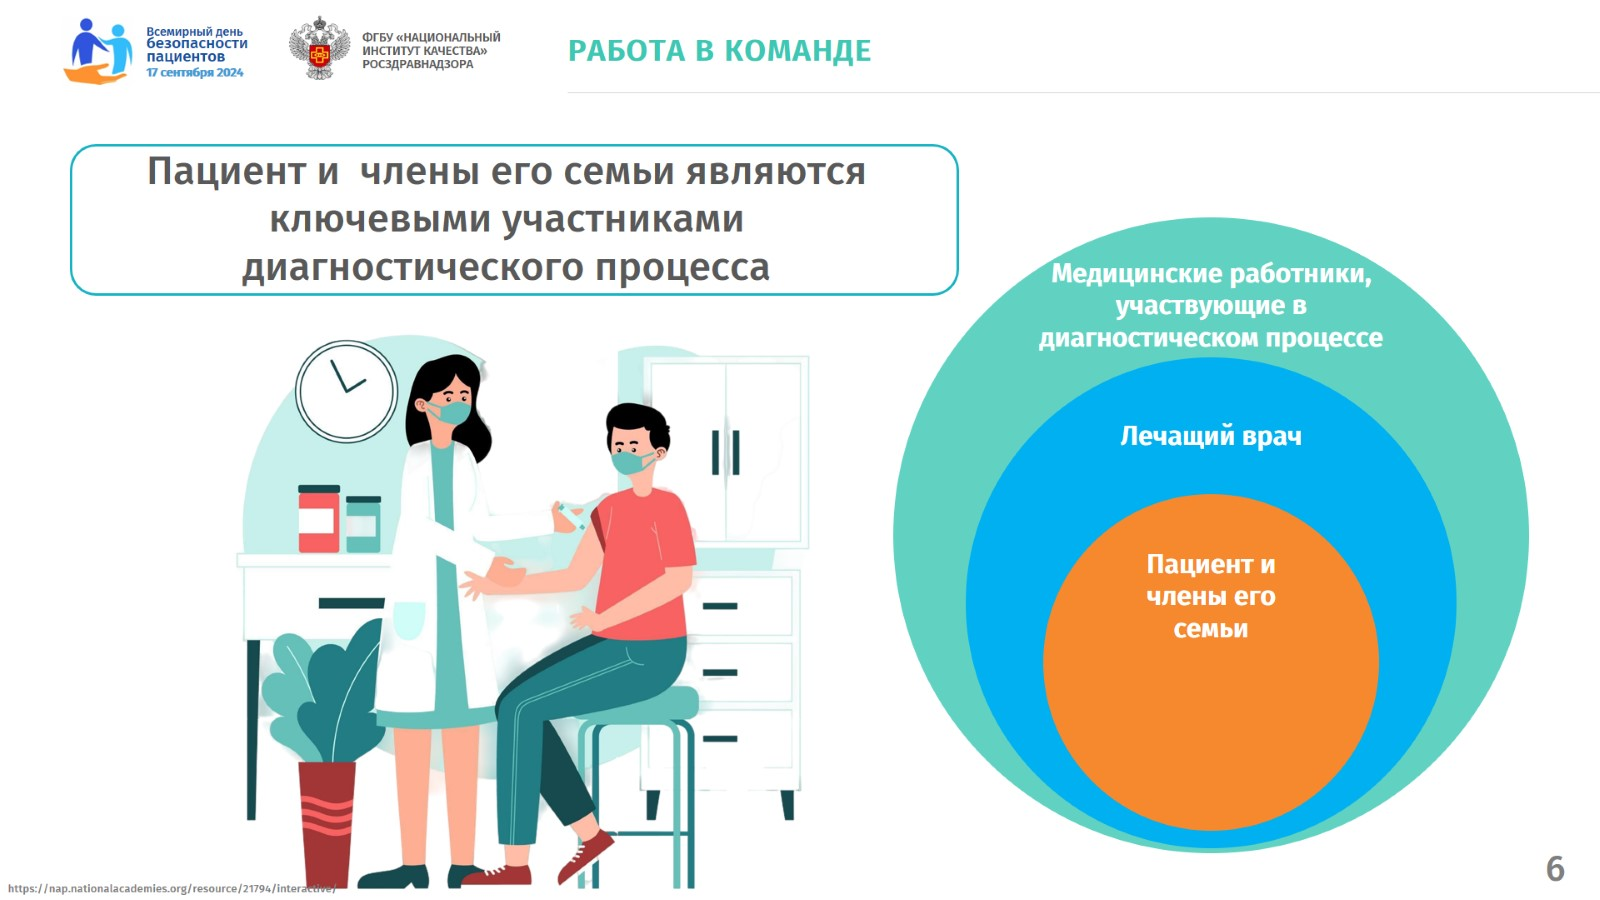 Всемирный день
безопасности
пациентов
17 сентября 2024
ФГБУ «НАЦИОНАЛЬНЫЙ
ИНСТИТУТ КАЧЕСТВА»
РОСЗДРАВНАДЗОРА
РАБОТА В КОМАНДЕ
Пациент и  члены его семьи являются
ключевыми участниками
диагностического процесса
Медицинские работники,
участвующие в
диагностическом процессе
Лечащий врач
Пациент и
члены его
семьи
https://nap.nationalacademies.org/resource/21794/interactive/
6